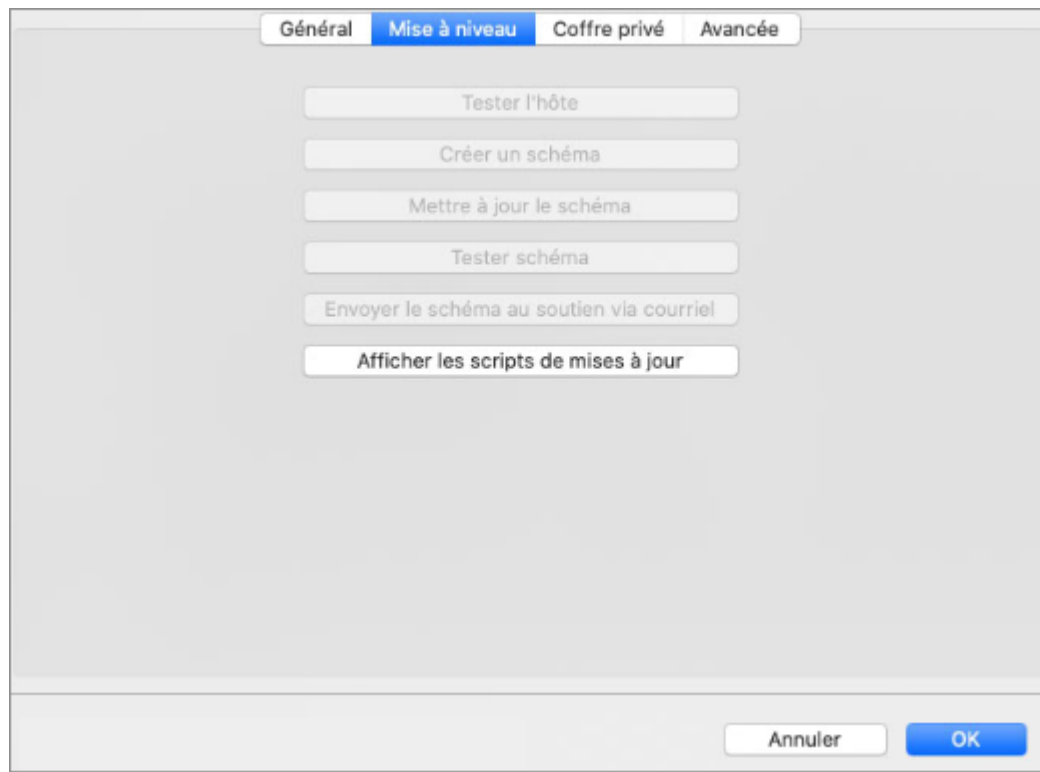 Général Mise à niveau Coffre privé Avancée
Tester l'hôte
Créer un schéma
Mettre à jour le schéma
Tester schéma
Envoyer le schéma au soutien via courriel
Afficher les scripts de mises à jour
Annuler OK